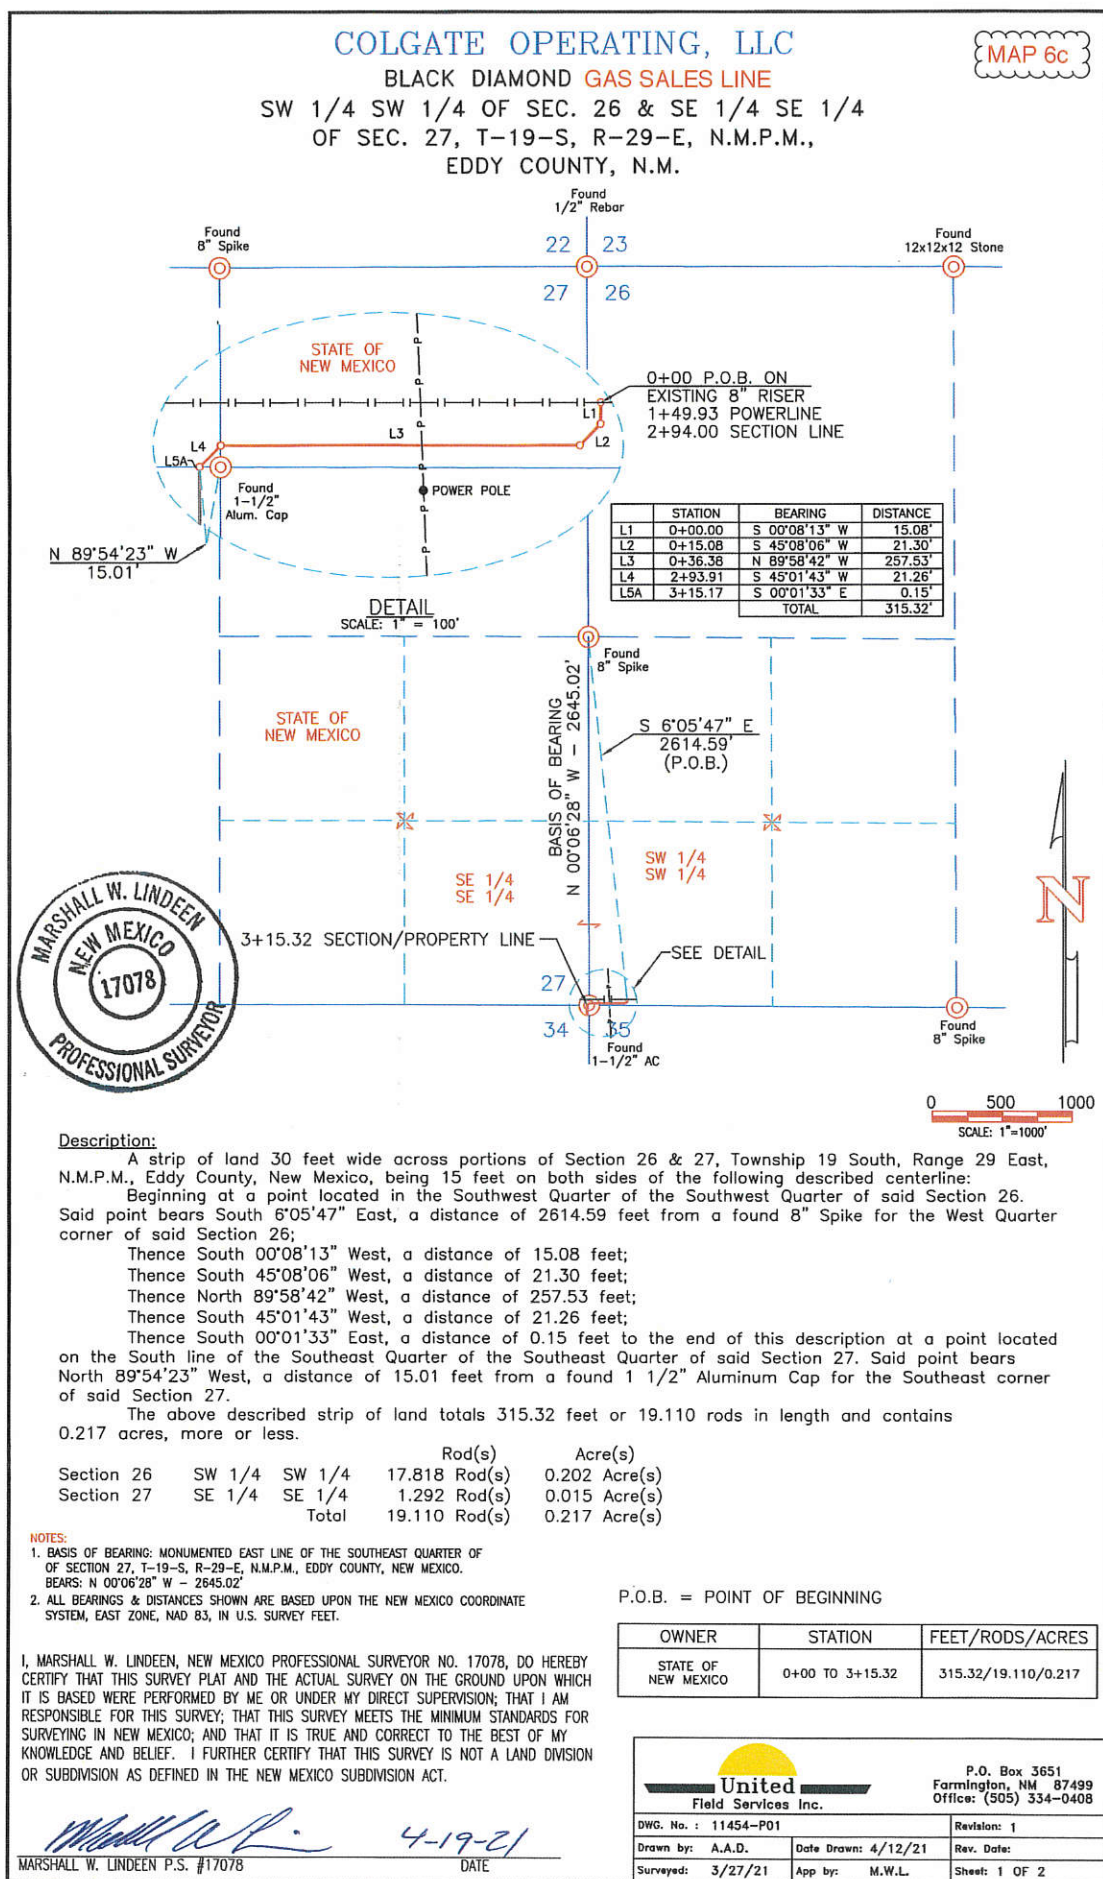 COLGATE OPERATING, LLC
MAP 6c
BLACK DIAMOND GAS SALES LINE
SW 1/4 SW 1/4 OF SEC. 26 & SE 1/4 SE 1/4
OF SEC. 27, T-19-S, R-29-E, N.M.P.M.,
EDDY COUNTY, N.M.
Found
8" Spike
Found
1/2" Rebar
Found
12x12x12 Stone
22 23
27 26
STATE OF
NEW MEXICO
P
P
P
P
P
0+00 P.O.B. ON
EXISTING 8" RISER
1+49.93 POWERLINE
2+94.00 SECTION LINE
L1
L2
L3
L4
L5A
Found
1-1/2"
Alum. Cap
POWER POLE
N 89°54'23" W
15.01'
DETAIL
SCALE: 1" = 100'
STATION BEARING DISTANCE
L1 0+00.00 S 00°08'13" W 15.08'
L2 0+15.08 S 45°08'06" W 21.30'
L3 0+36.38 N 89°58'42" W 257.53'
L4 2+93.91 S 45°01'43" W 21.26'
L5A 3+15.17 S 00°01'33" E 0.15'
TOTAL 315.32'
Found
8" Spike
STATE OF
NEW MEXICO
BASIS OF BEARING
N 00°06'28" W - 2645.02'
S 6°05'47" E
2614.59'
(P.O.B.)
SE 1/4
SE 1/4
SW 1/4
SW 1/4
N
MARSHALL W. LINDEEN
NEW MEXICO
17078
PROFESSIONAL SURVEYOR
3+15.32 SECTION/PROPERTY LINE
SEE DETAIL
27
34 35
Found
1-1/2" AC
Found
8" Spike
0 500 1000
SCALE: 1"=1000'
Description:
A strip of land 30 feet wide across portions of Section 26 & 27, Township 19 South, Range 29 East,
N.M.P.M., Eddy County, New Mexico, being 15 feet on both sides of the following described centerline:
Beginning at a point located in the Southwest Quarter of the Southwest Quarter of said Section 26.
Said point bears South 6°05'47" East, a distance of 2614.59 feet from a found 8" Spike for the West Quarter
corner of said Section 26;
Thence South 00°08'13" West, a distance of 15.08 feet;
Thence South 45°08'06" West, a distance of 21.30 feet;
Thence North 89°58'42" West, a distance of 257.53 feet;
Thence South 45°01'43" West, a distance of 21.26 feet;
Thence South 00°01'33" East, a distance of 0.15 feet to the end of this description at a point located
on the South line of the Southeast Quarter of the Southeast Quarter of said Section 27. Said point bears
North 89°54'23" West, a distance of 15.01 feet from a found 1 1/2" Aluminum Cap for the Southeast corner
of said Section 27.
The above described strip of land totals 315.32 feet or 19.110 rods in length and contains
0.217 acres, more or less.
Rod(s) Acre(s)
Section 26 SW 1/4 SW 1/4 17.818 Rod(s) 0.202 Acre(s)
Section 27 SE 1/4 SE 1/4 1.292 Rod(s) 0.015 Acre(s)
Total 19.110 Rod(s) 0.217 Acre(s)
NOTES:
1. BASIS OF BEARING: MONUMENTED EAST LINE OF THE SOUTHEAST QUARTER OF
OF SECTION 27, T-19-S, R-29-E, N.M.P.M., EDDY COUNTY, NEW MEXICO.
BEARS: N 00°06'28" W - 2645.02'
2. ALL BEARINGS & DISTANCES SHOWN ARE BASED UPON THE NEW MEXICO COORDINATE
SYSTEM, EAST ZONE, NAD 83, IN U.S. SURVEY FEET.
P.O.B. = POINT OF BEGINNING
OWNER STATION FEET/RODS/ACRES
STATE OF
NEW MEXICO 0+00 TO 3+15.32 315.32/19.110/0.217
I, MARSHALL W. LINDEEN, NEW MEXICO PROFESSIONAL SURVEYOR NO. 17078, DO HEREBY
CERTIFY THAT THIS SURVEY PLAT AND THE ACTUAL SURVEY ON THE GROUND UPON WHICH
IT IS BASED WERE PERFORMED BY ME OR UNDER MY DIRECT SUPERVISION; THAT I AM
RESPONSIBLE FOR THIS SURVEY; THAT THIS SURVEY MEETS THE MINIMUM STANDARDS FOR
SURVEYING IN NEW MEXICO; AND THAT IT IS TRUE AND CORRECT TO THE BEST OF MY
KNOWLEDGE AND BELIEF. I FURTHER CERTIFY THAT THIS SURVEY IS NOT A LAND DIVISION
OR SUBDIVISION AS DEFINED IN THE NEW MEXICO SUBDIVISION ACT.
4-19-21
MARSHALL W. LINDEEN P.S. #17078 DATE
United
Field Services Inc.
P.O. Box 3651
Farmington, NM 87499
Office: (505) 334-0408
DWG. No. : 11454-P01 Revision: 1
Drawn by: A.A.D. Date Drawn: 4/12/21 Rev. Date:
Surveyed: 3/27/21 App by: M.W.L. Sheet: 1 OF 2